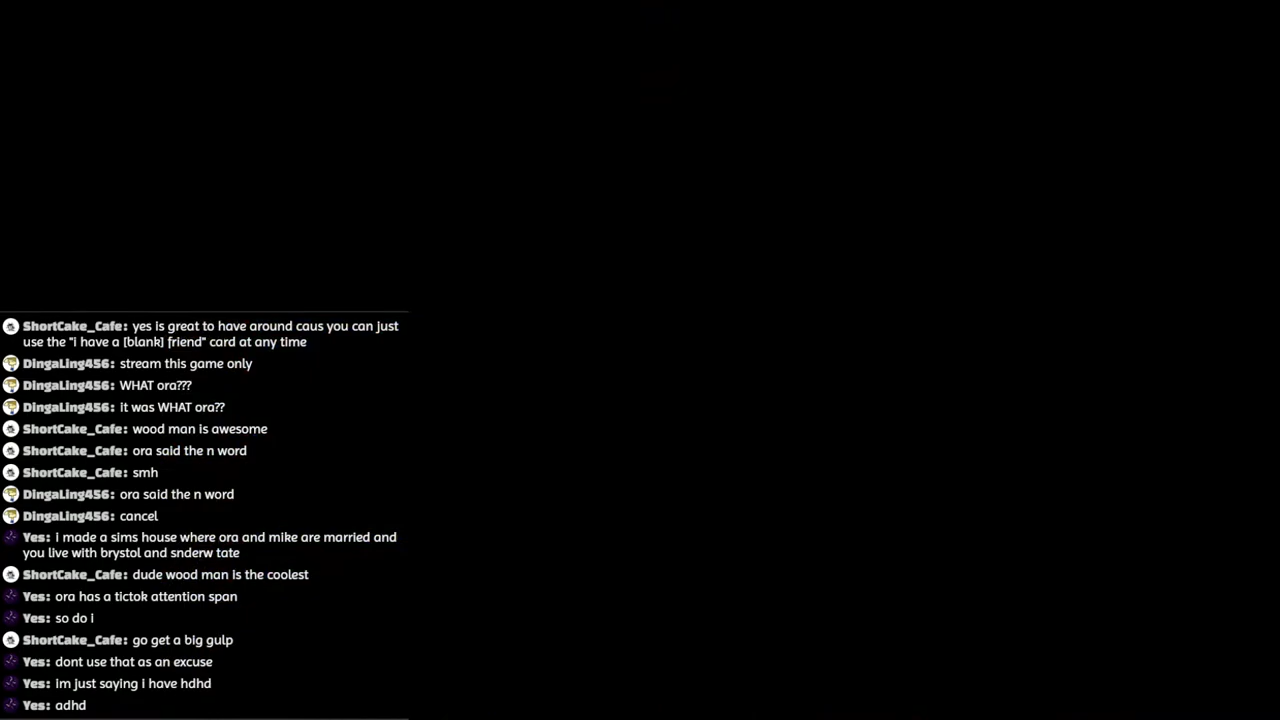 ShortCake_Cafe: yes is great to have around caus you can just
use the "i have a [blank] friend" card at any time
DingaLing456: stream this game only
DingaLing456: WHAT ora???
DingaLing456: it was WHAT ora??
ShortCake_Cafe: wood man is awesome
ShortCake_Cafe: ora said the n word
ShortCake_Cafe: smh
DingaLing456: ora said the n word
DingaLing456: cancel
Yes: i made a sims house where ora and mike are married and
you live with brystol and snderw tate
ShortCake_Cafe: dude wood man is the coolest
Yes: ora has a tictok attention span
Yes: so do i
ShortCake_Cafe: go get a big gulp
Yes: dont use that as an excuse
Yes: im just saying i have hdhd
Yes: adhd